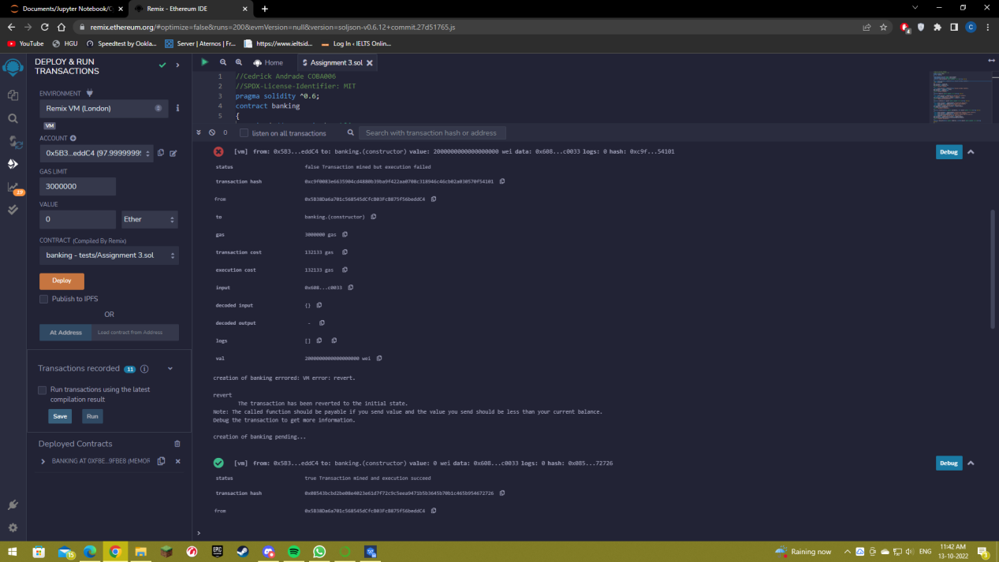 Documents/Jupyter Notebook/C
Remix - Ethereum IDE
remix.ethereum.org/#optimize=false&runs=200&evmVersion=null&version=soljson-v0.6.12+commit.27d51765.js
YouTube
HGU
Speedtest by Ookla...
Server | Aternos | Fr...
https://www.ieltsid...
Log In ‹ IELTS Onlin...
DEPLOY & RUN
TRANSACTIONS
Home
Assignment 3.sol
1 //Cedrick Andrade COBA006
2 //SPDX-License-Identifier: MIT
3 pragma solidity ^0.6;
4 contract banking
5 {
ENVIRONMENT
Remix VM (London)
VM
0
listen on all transactions
Search with transaction hash or address
ACCOUNT
0x5B3...eddC4 (97.9999999
GAS LIMIT
3000000
VALUE
0
Ether
CONTRACT (Compiled By Remix)
banking - tests/Assignment 3.sol
Deploy
Publish to IPFS
OR
At Address
Load contract from Address
Transactions recorded 11
Run transactions using the latest
compilation result
Save
Run
Deployed Contracts
BANKING AT 0XF8E...9FBE8 (MEMOR
19
[vm] from: 0x5B3...eddC4 to: banking.(constructor) value: 2000000000000000000 wei data: 0x608...c0033 logs: 0 hash: 0xc9f...54101
Debug
status false Transaction mined but execution failed
transaction hash
from 0x5B38Da6a701c568545dCfcB03FcB875f56beddC4
to banking.(constructor)
gas 3000000 gas
transaction cost 132133 gas
execution cost 132133 gas
input 0x608...c0033
decoded input {}
decoded output -
logs []
val 2000000000000000000 wei
creation of banking errored: VM error: revert.
revert
The transaction has been reverted to the initial state.
Note: The called function should be payable if you send value and the value you send should be less than your current balance.
Debug the transaction to get more information.
creation of banking pending...
[vm] from: 0x5B3...eddC4 to: banking.(constructor) value: 0 wei data: 0x608...c0033 logs: 0 hash: 0x085...72726
Debug
status true Transaction mined and execution succeed
transaction hash
from 0x5B38Da6a701c568545dCfcB03FcB875f56beddC4
15
EPIC
GAMES
Raining now
ENG
11:42 AM
13-10-2022
3